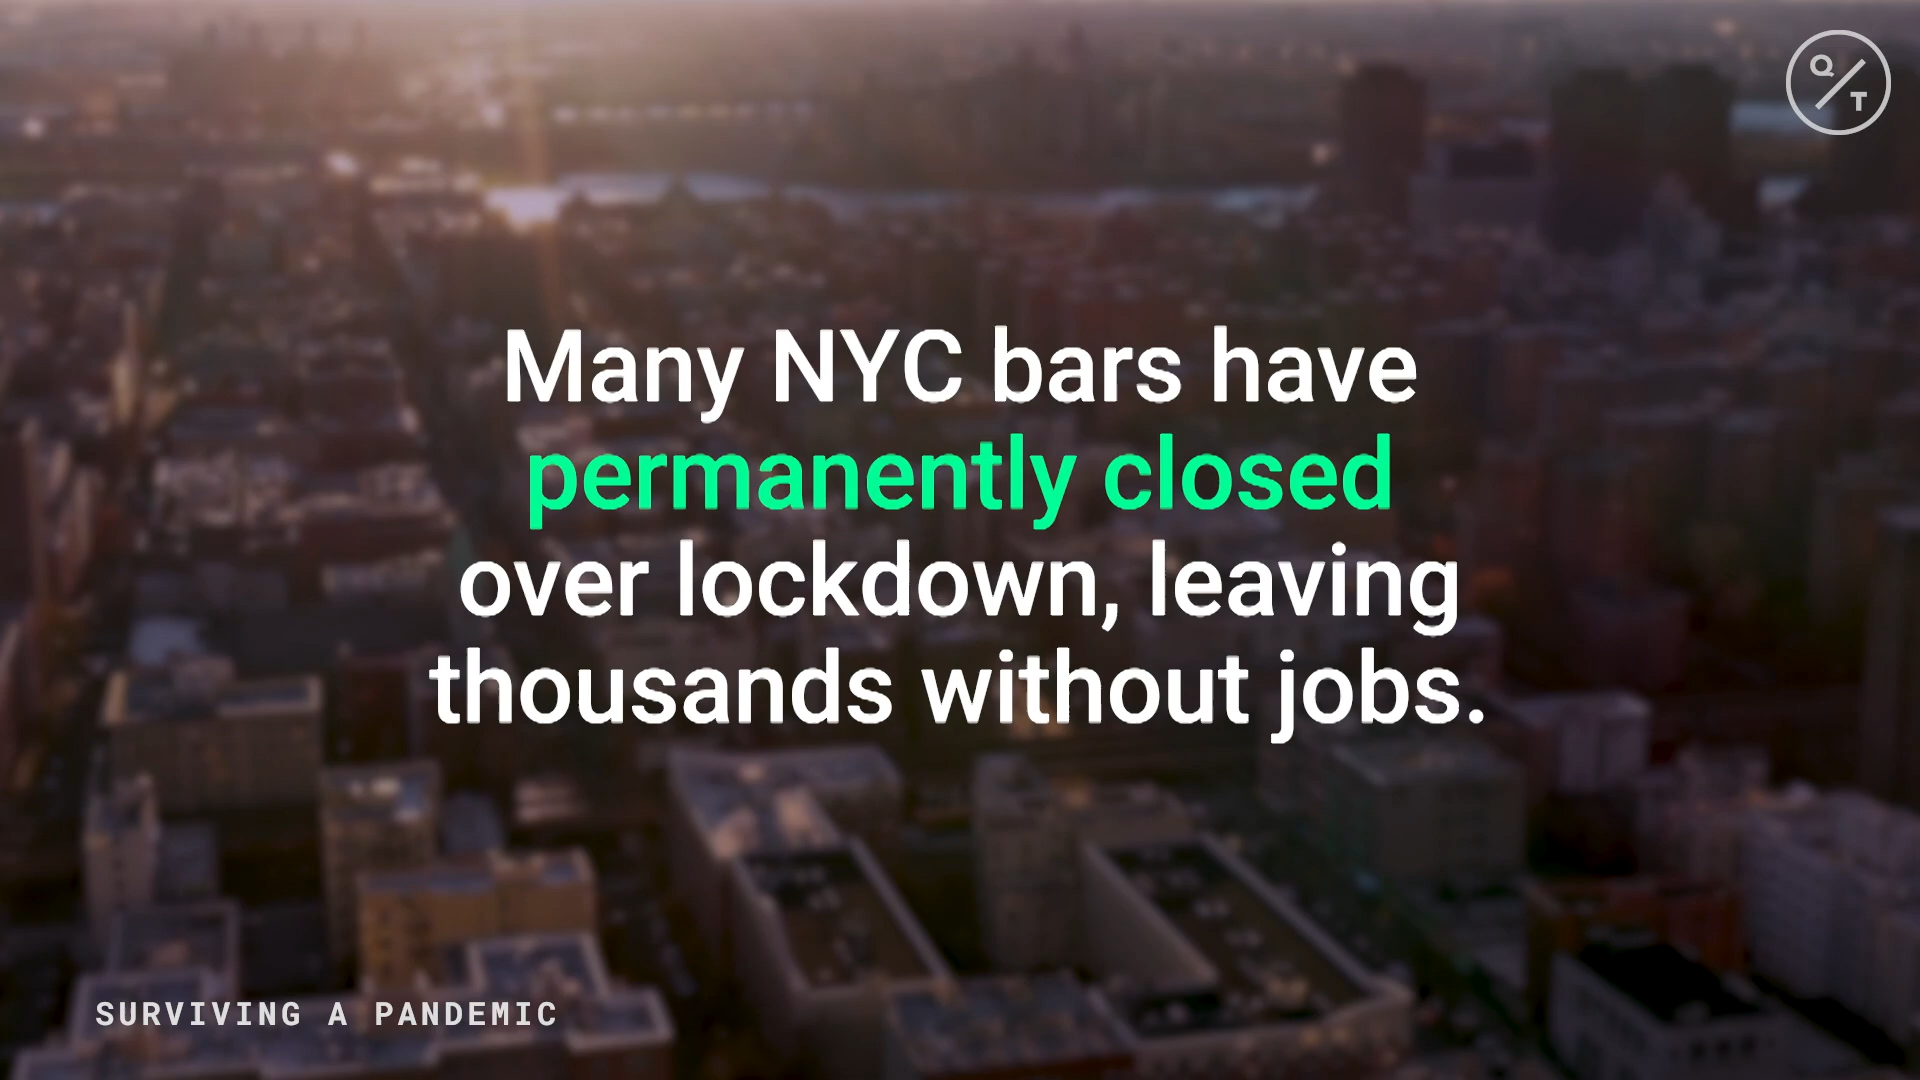 Q/T
Many NYC bars have
permanently closed
over lockdown, leaving
thousands without jobs.
SURVIVING A PANDEMIC